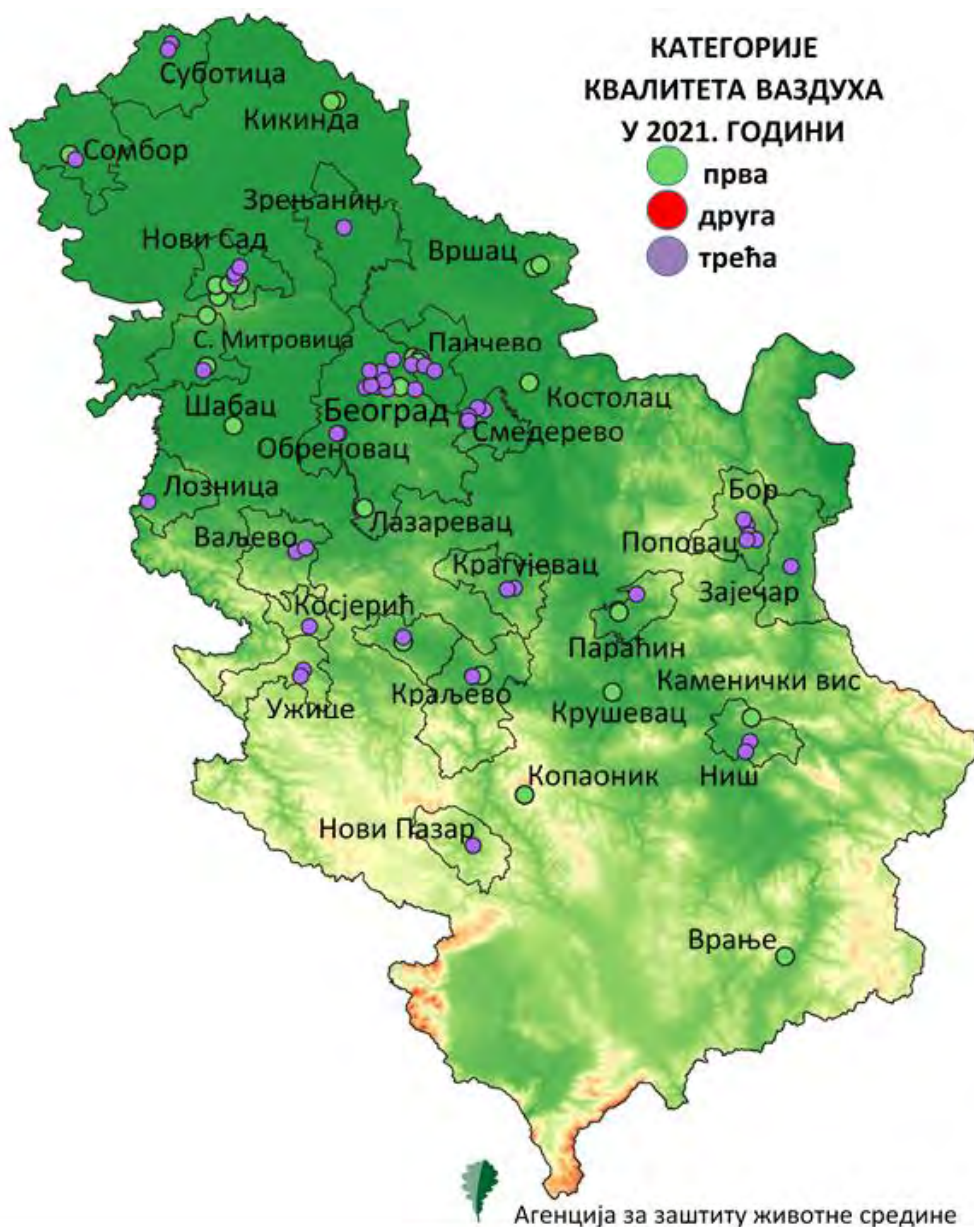 КАТЕГОРИЈЕ
КВАЛИТЕТА ВАЗДУХА
У 2021. ГОДИНИ
прва
друга
трећа
Суботица
Кикинда
Сомбор
Зрењанин
Нови Сад
Вршац
С. Митровица
Панчево
Шабац
Београд
Костолац
Смедерево
Обреновац
Лозница
Лазаревац
Бор
Ваљево
Поповац
Крагујевац
Зајечар
Косјерић
Параћин
Ужице
Краљево
Крушевац
Каменички вис
Ниш
Копаоник
Нови Пазар
Врање
Агенција за заштиту животне средине